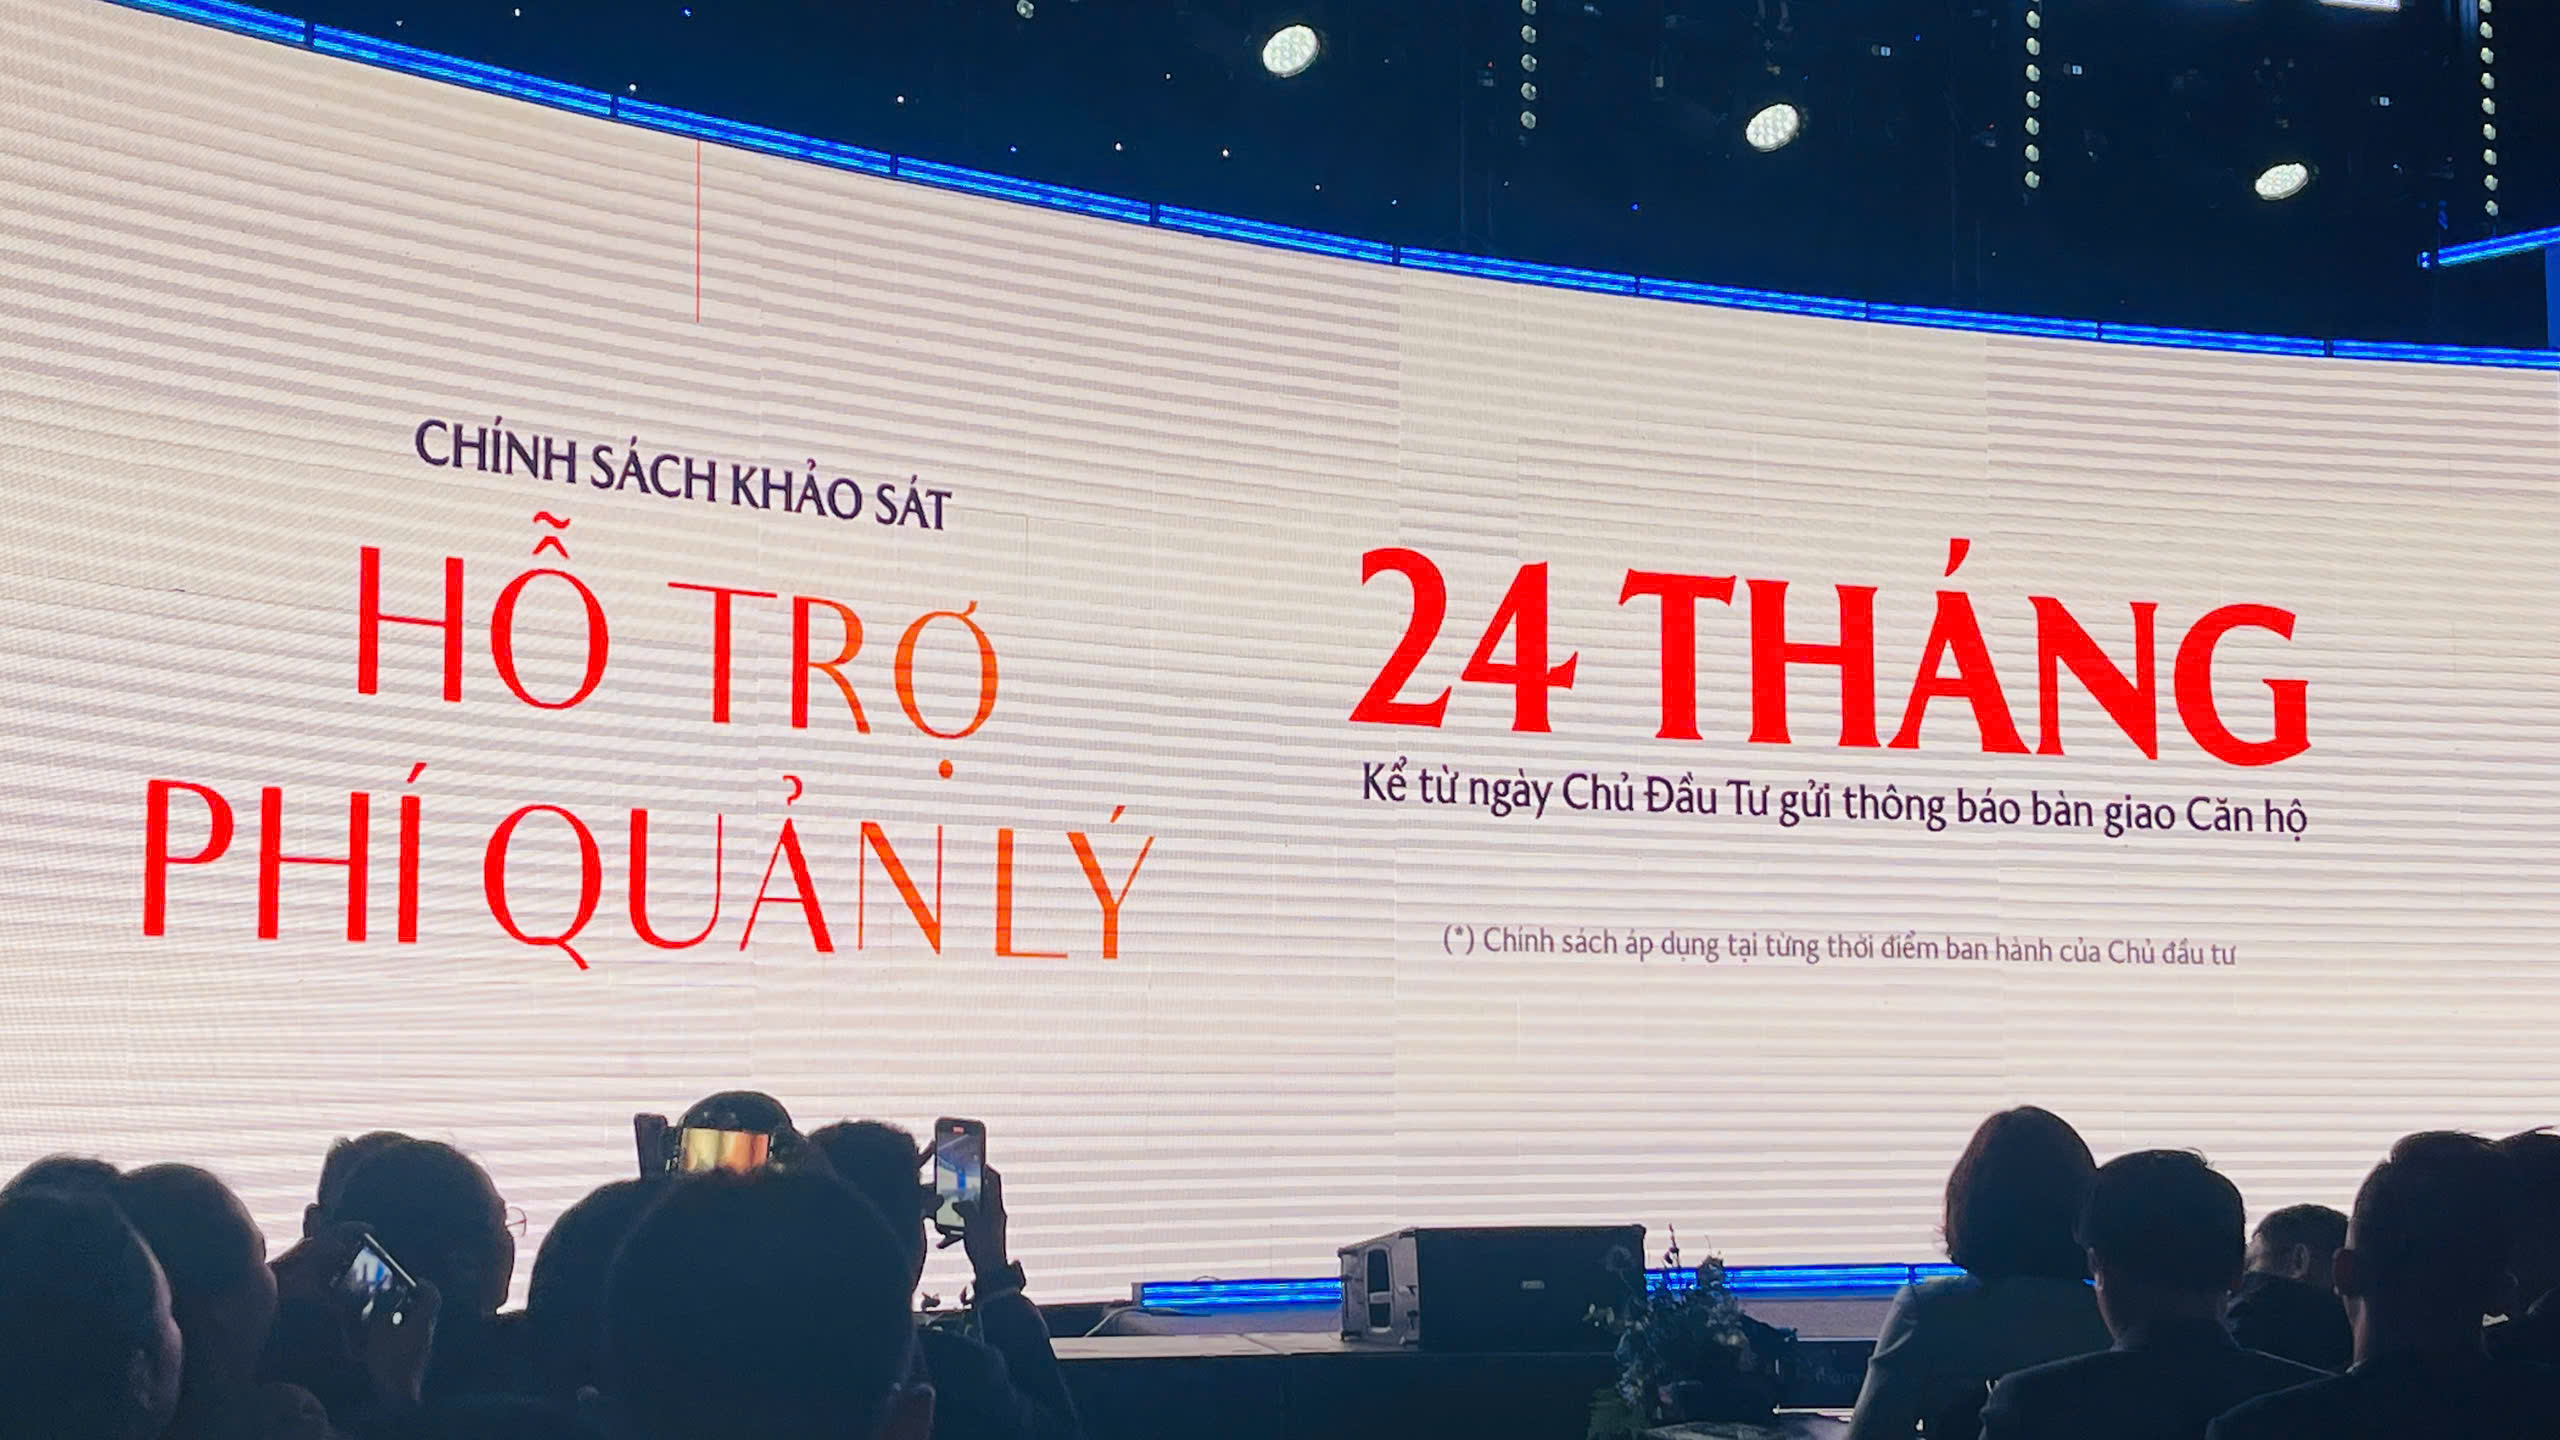 CHÍNH SÁCH KHẢO SÁT
HỖ TRỢ
PHÍ QUẢN LÝ
24 THÁNG
Kể từ ngày Chủ Đầu Tư gửi thông báo bàn giao Căn hộ
(*) Chính sách áp dụng tại từng thời điểm ban hành của Chủ đầu tư